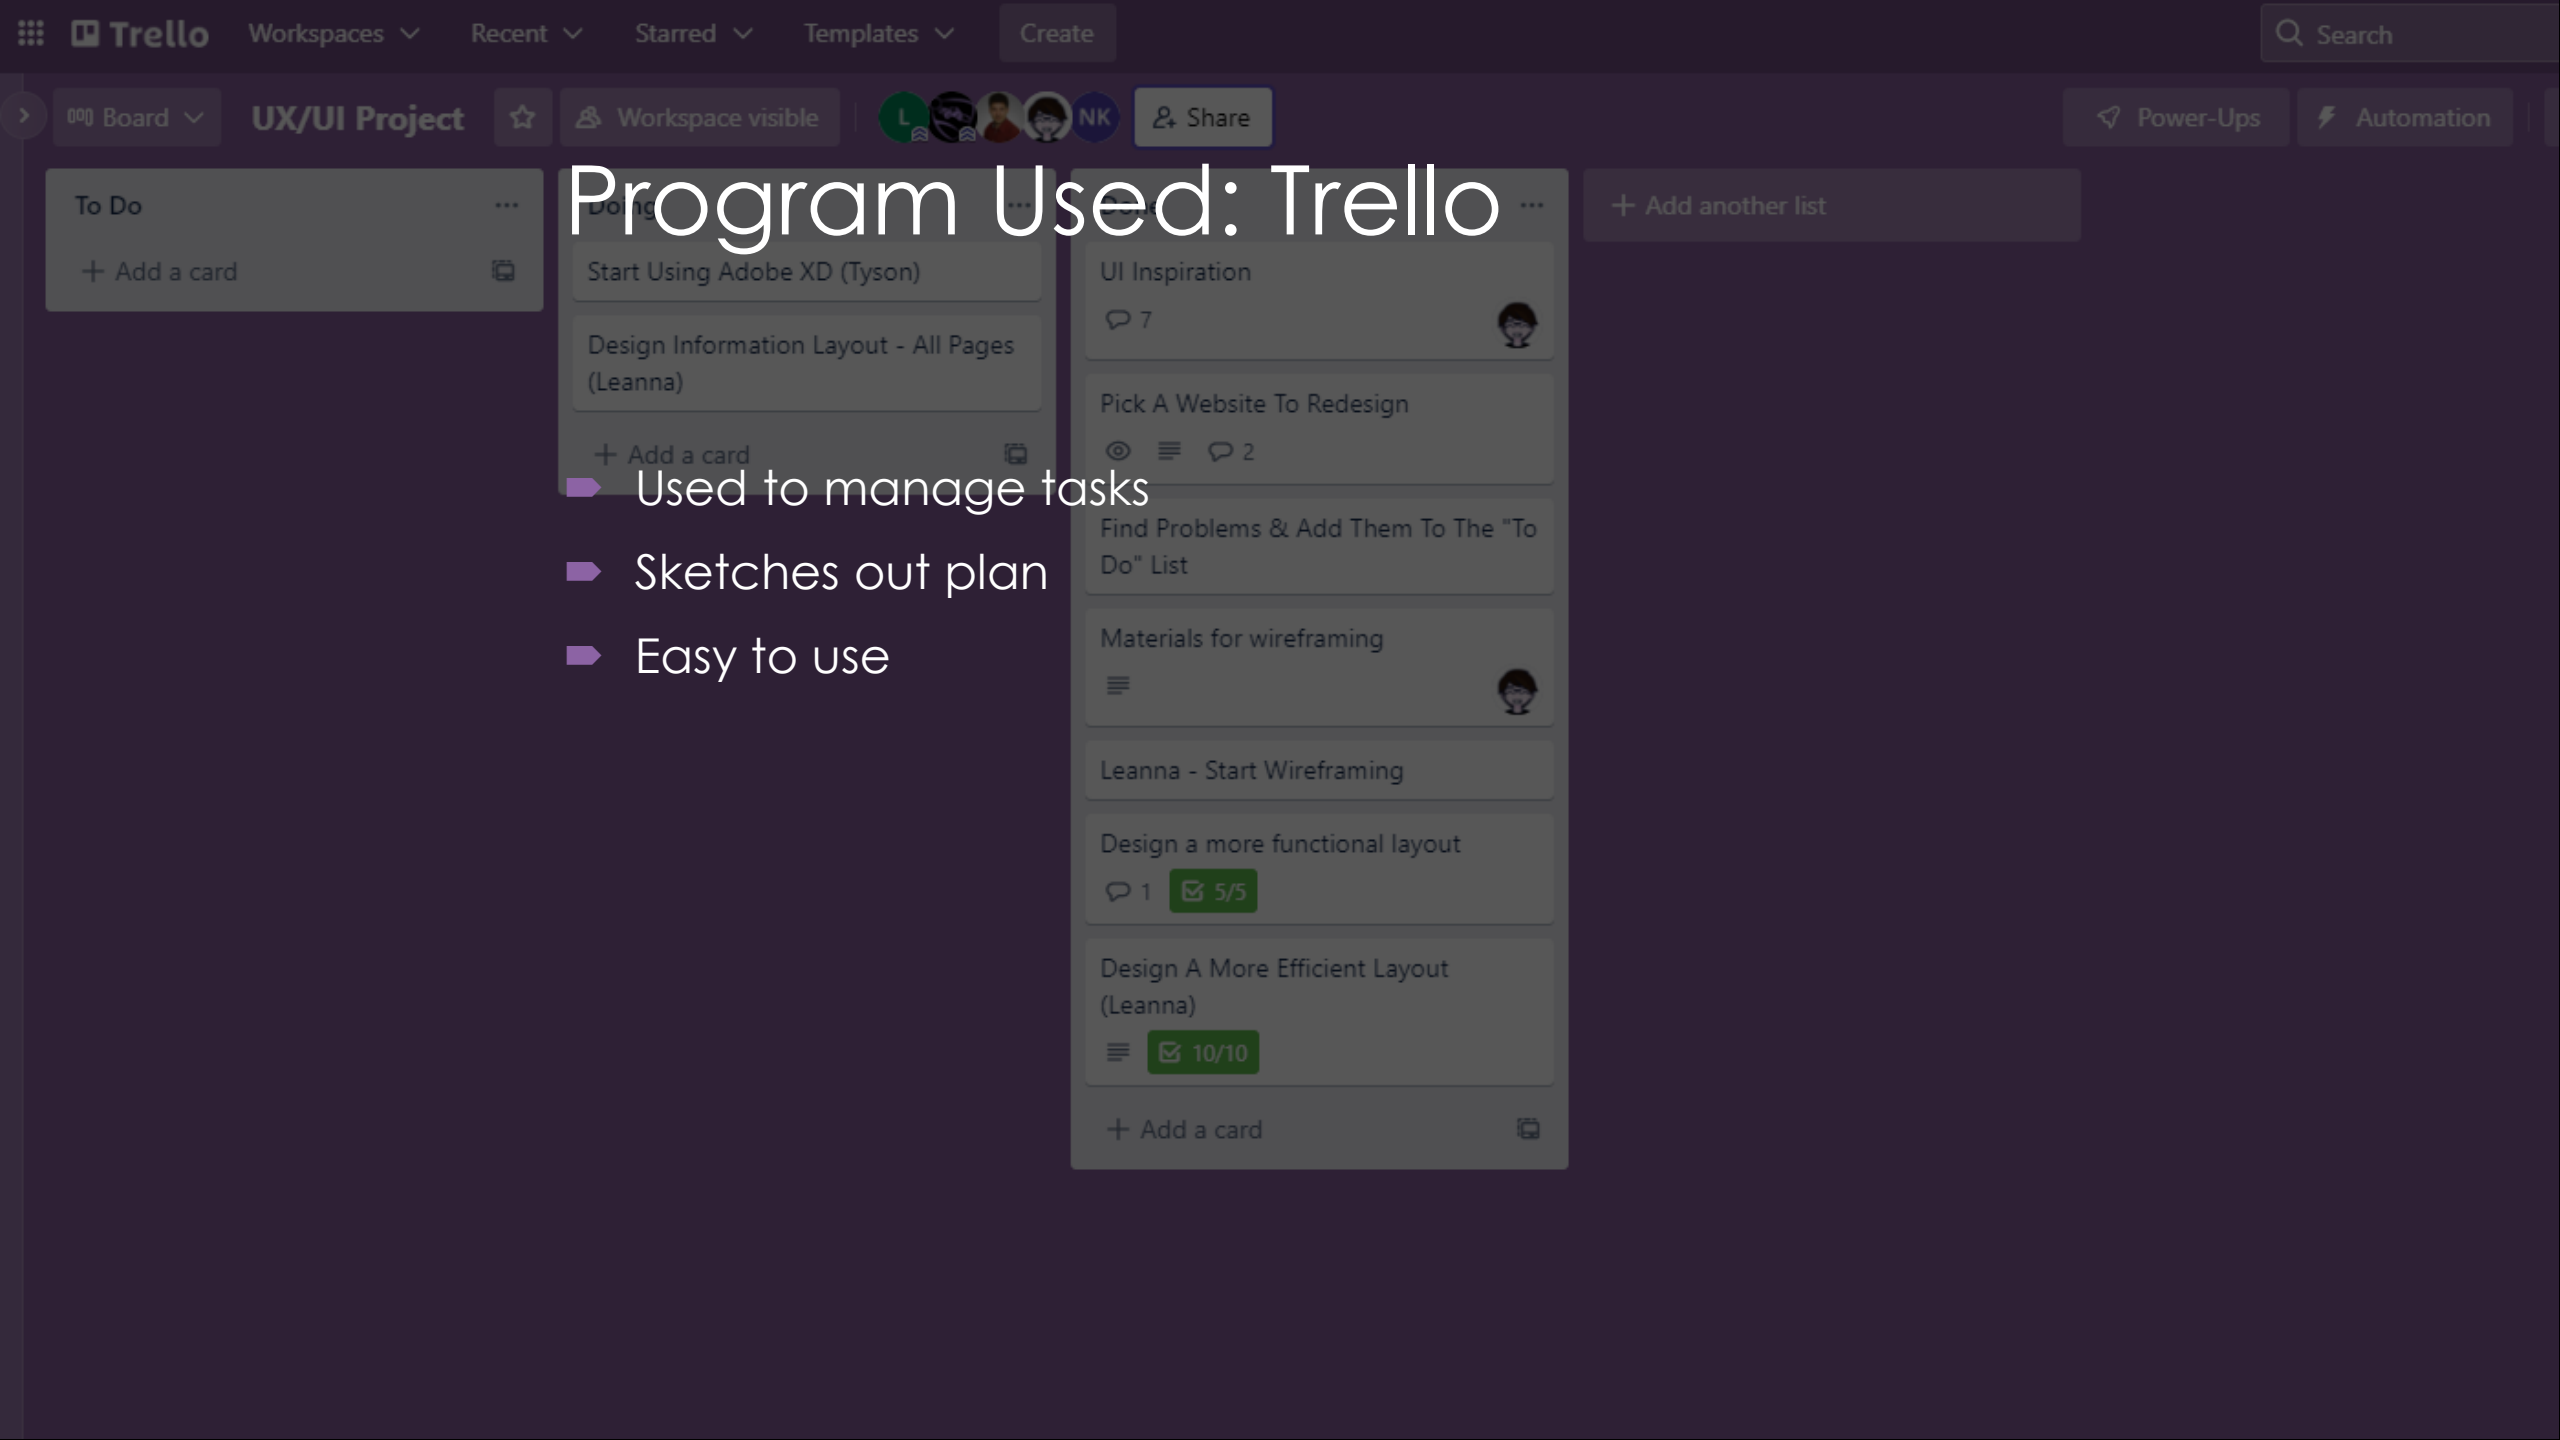 Trello Workspaces Recent Starred Templates Create Search
Board UX/UI Project Workspace visible L NK Share Power-Ups Automation
Program Used: Trello
To Do
Add a card
Doing
Start Using Adobe XD (Tyson)
Design Information Layout - All Pages
(Leanna)
Add a card
Used to manage tasks
Sketches out plan
Easy to use
Done
UI Inspiration
7
Pick A Website To Redesign
2
Find Problems & Add Them To The "To
Do" List
Materials for wireframing
Leanna - Start Wireframing
Design a more functional layout
1 5/5
Design A More Efficient Layout
(Leanna)
10/10
Add a card
Add another list